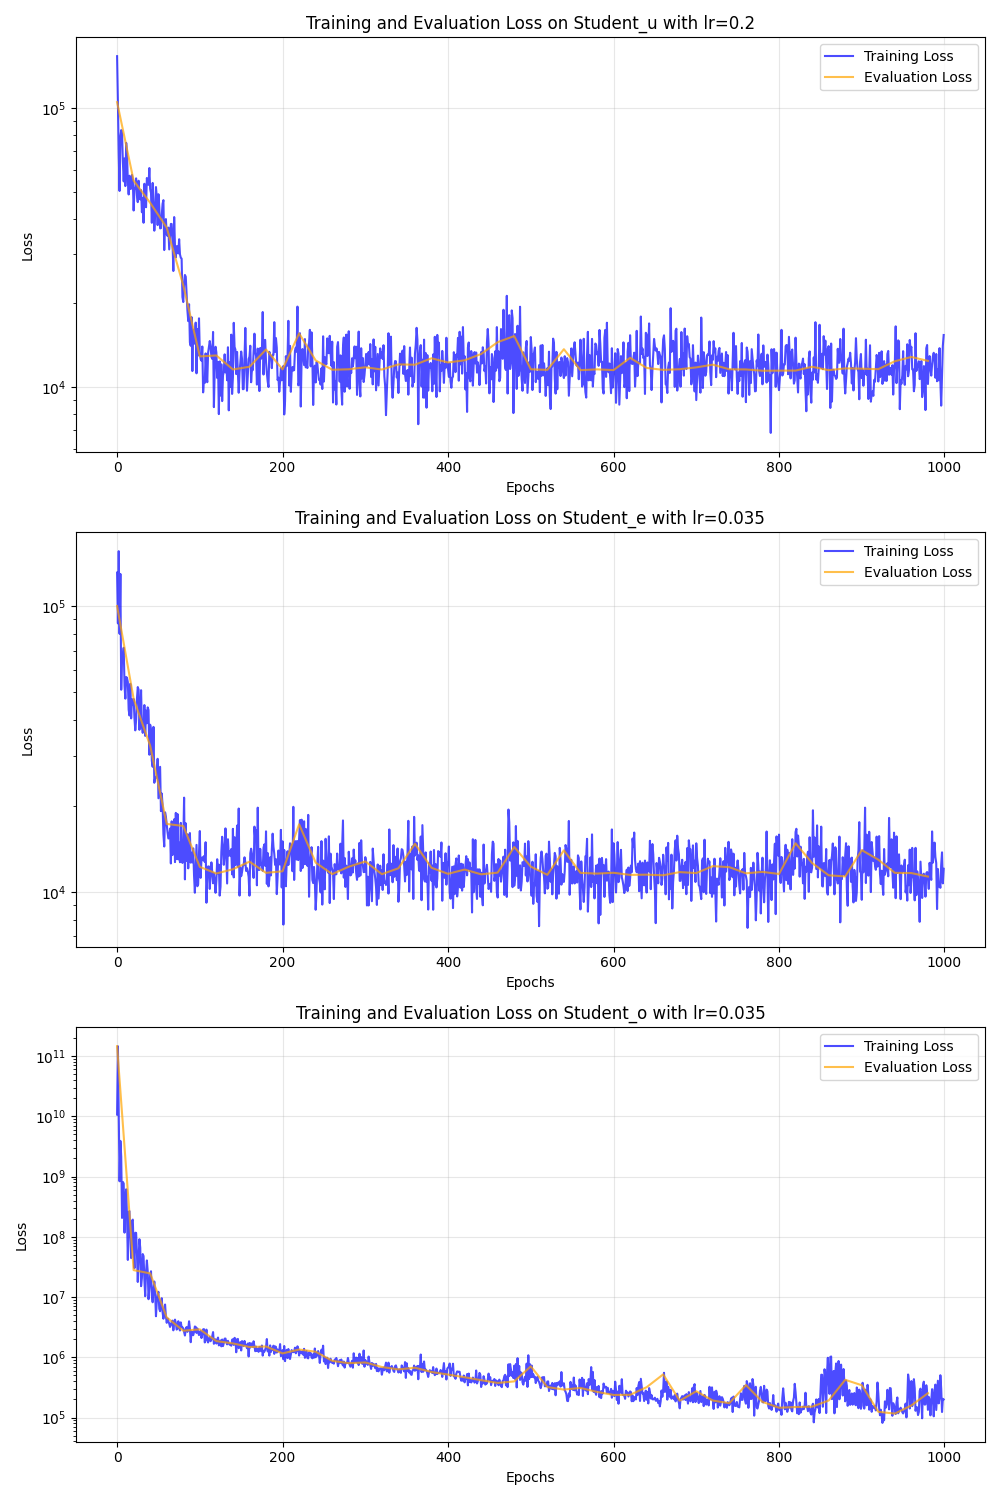 Training and Evaluation Loss on Student_u with lr=0.2
Training Loss
Evaluation Loss
10^5
10^4
Loss
0 200 400 600 800 1000
Epochs
Training and Evaluation Loss on Student_e with lr=0.035
Training Loss
Evaluation Loss
10^5
10^4
Loss
0 200 400 600 800 1000
Epochs
Training and Evaluation Loss on Student_o with lr=0.035
Training Loss
Evaluation Loss
10^11
10^10
10^9
10^8
10^7
10^6
10^5
Loss
0 200 400 600 800 1000
Epochs